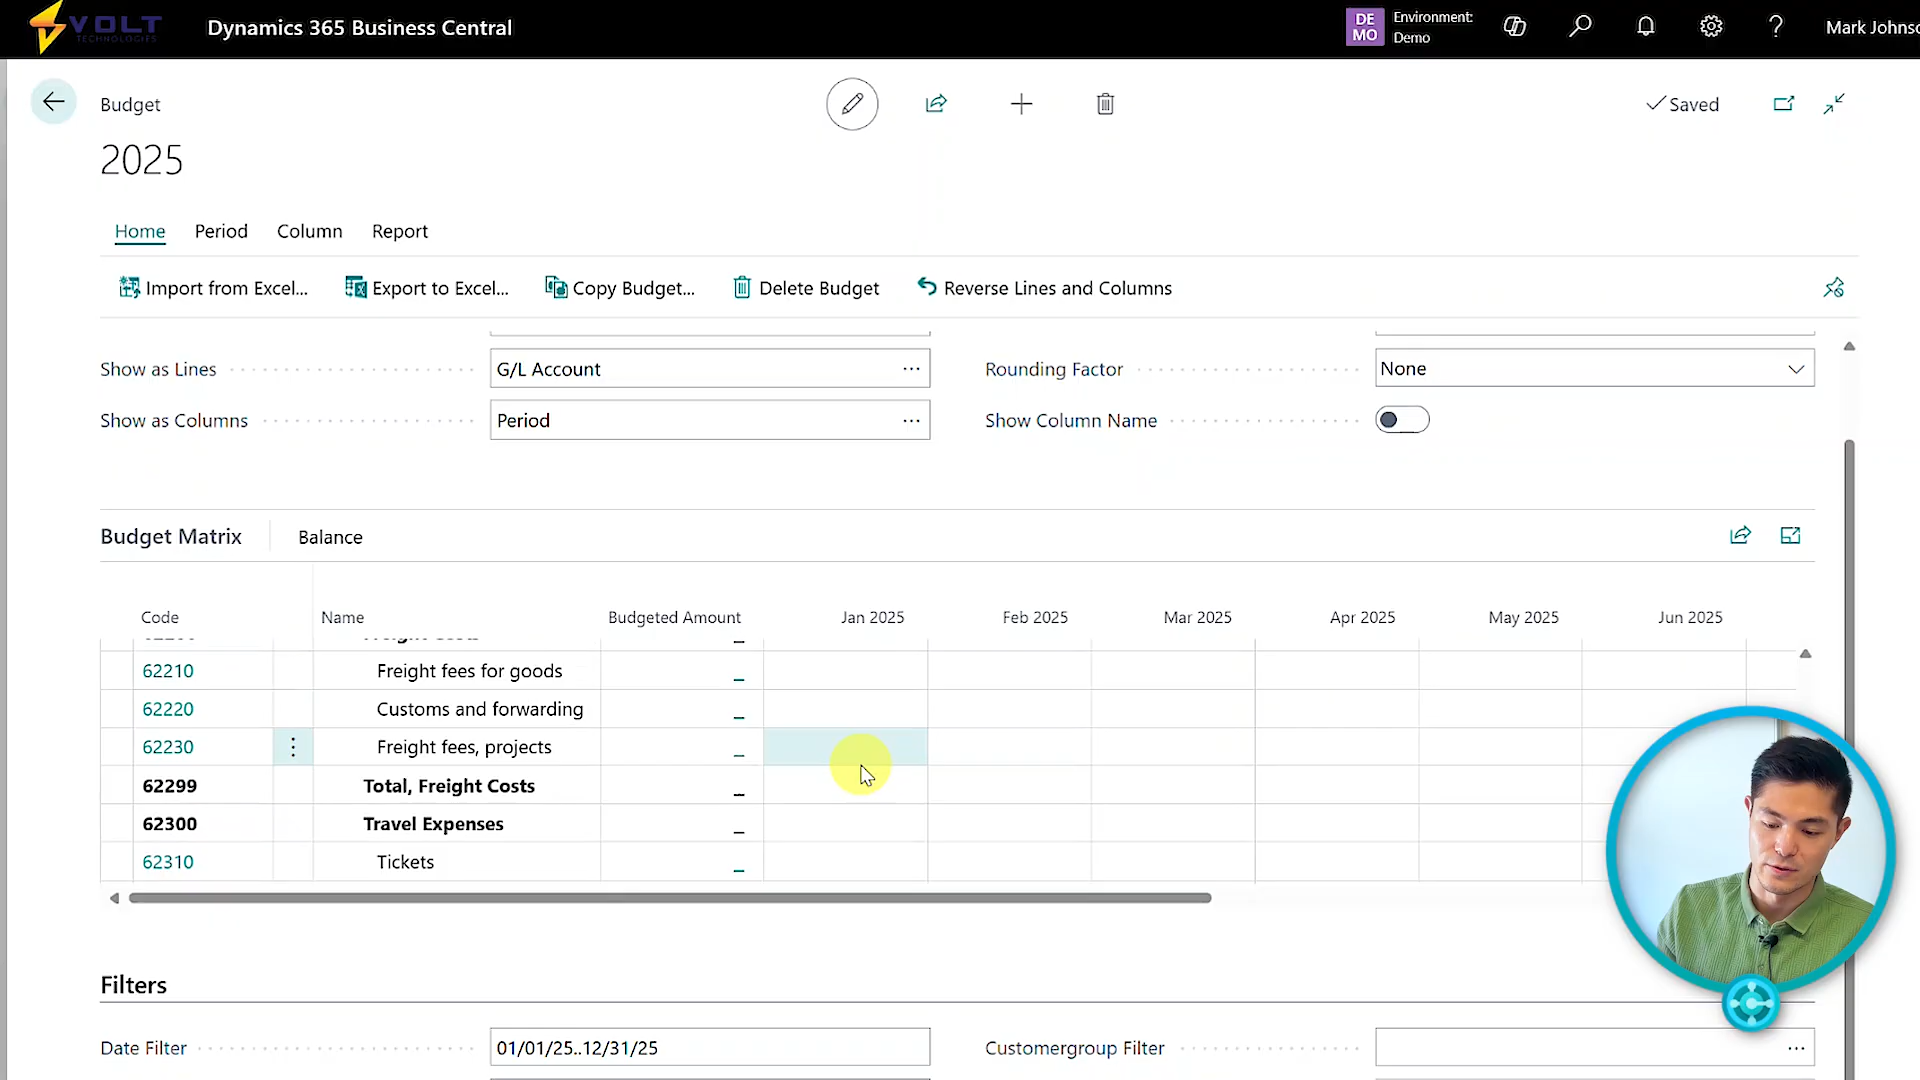 VOLT
TECHNOLOGIES
Dynamics 365 Business Central
DE
MO
Environment:
Demo
Mark Johnso
Budget
Saved
2025
Home Period Column Report
Import from Excel... Export to Excel... Copy Budget... Delete Budget Reverse Lines and Columns
Show as Lines G/L Account ... Rounding Factor None
Show as Columns Period ... Show Column Name
Budget Matrix Balance
Code Name Budgeted Amount Jan 2025 Feb 2025 Mar 2025 Apr 2025 May 2025 Jun 2025
Freight Costs _
62210 Freight fees for goods _
62220 Customs and forwarding _
62230 Freight fees, projects _
62299 Total, Freight Costs _
62300 Travel Expenses _
62310 Tickets _
Filters
Date Filter 01/01/25..12/31/25 Customergroup Filter ...